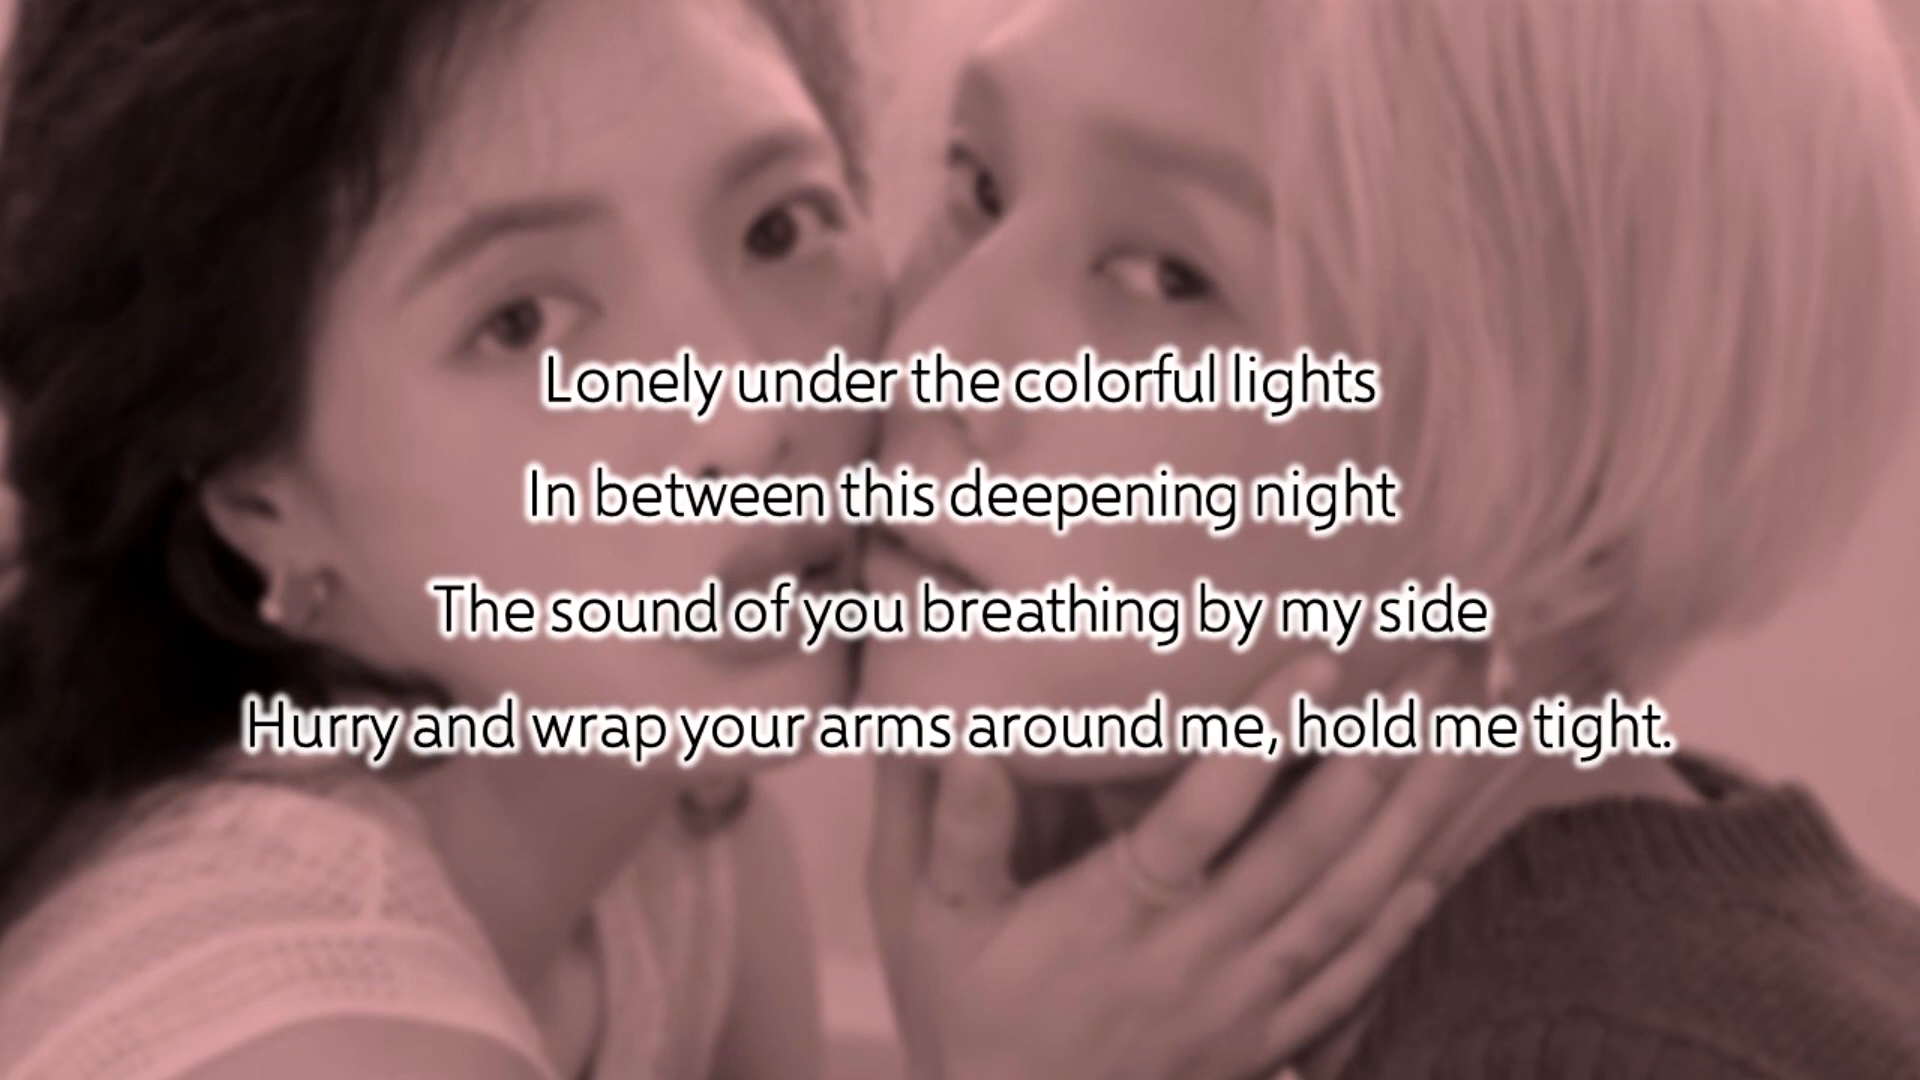 Lonely under the colorful lights
In between this deepening night
The sound of you breathing by my side
Hurry and wrap your arms around me, hold me tight.